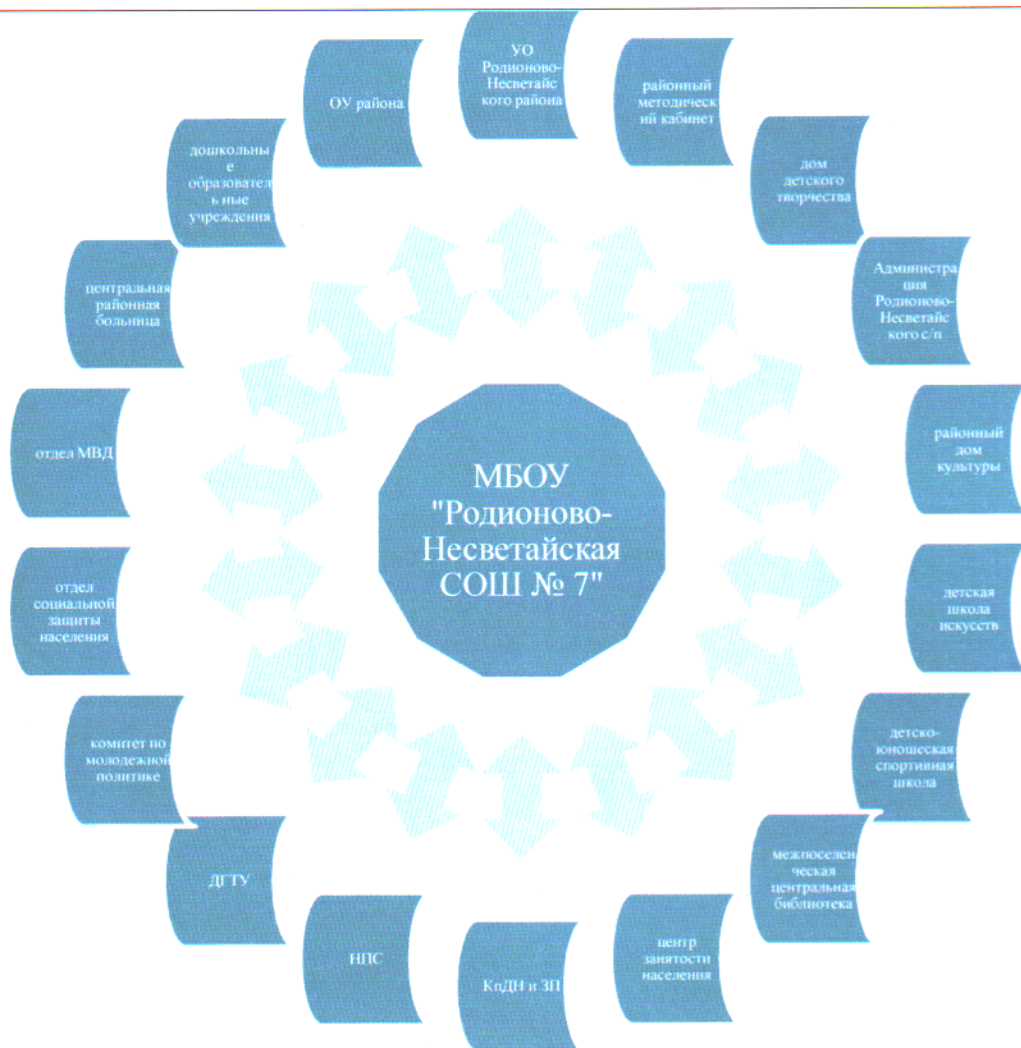 УО
Родионово-
Несветайс
кого района
районный
методическ
ий кабинет
дом
детского
творчества
Администра
ция
Родионово-
Несветайс
кого с/п
районный
дом
культуры
детская
школа
искусств
детско-
юношеская
спортивная
школа
межпоселен
ческая
центральная
библиотека
центр
занятости
населения
КпДН и ЗП
НПС
ДГТУ
комитет по
молодежной
политике
отдел
социальной
защиты
населения
отдел МВД
центральная
районная
больница
дошкольны
е
образовател
ь ные
учреждения
ОУ района
МБОУ
"Родионово-
Несветайская
СОШ № 7"